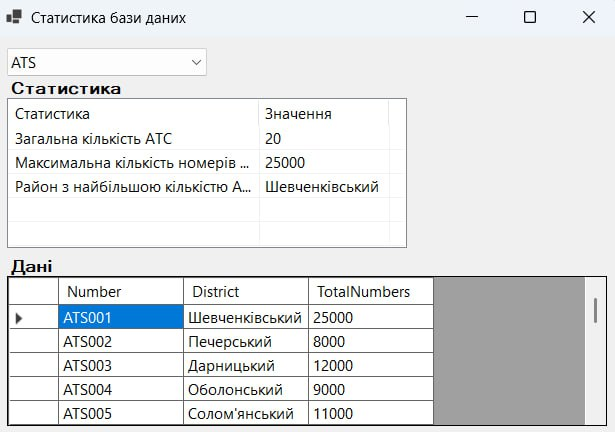 Статистика бази даних
ATS
Статистика
Статистика Значення
Загальна кількість АТС 20
Максимальна кількість номерів ... 25000
Район з найбільшою кількістю А... Шевченківський
Дані
Number District TotalNumbers
ATS001 Шевченківський 25000
ATS002 Печерський 8000
ATS003 Дарницький 12000
ATS004 Оболонський 9000
ATS005 Солом'янський 11000